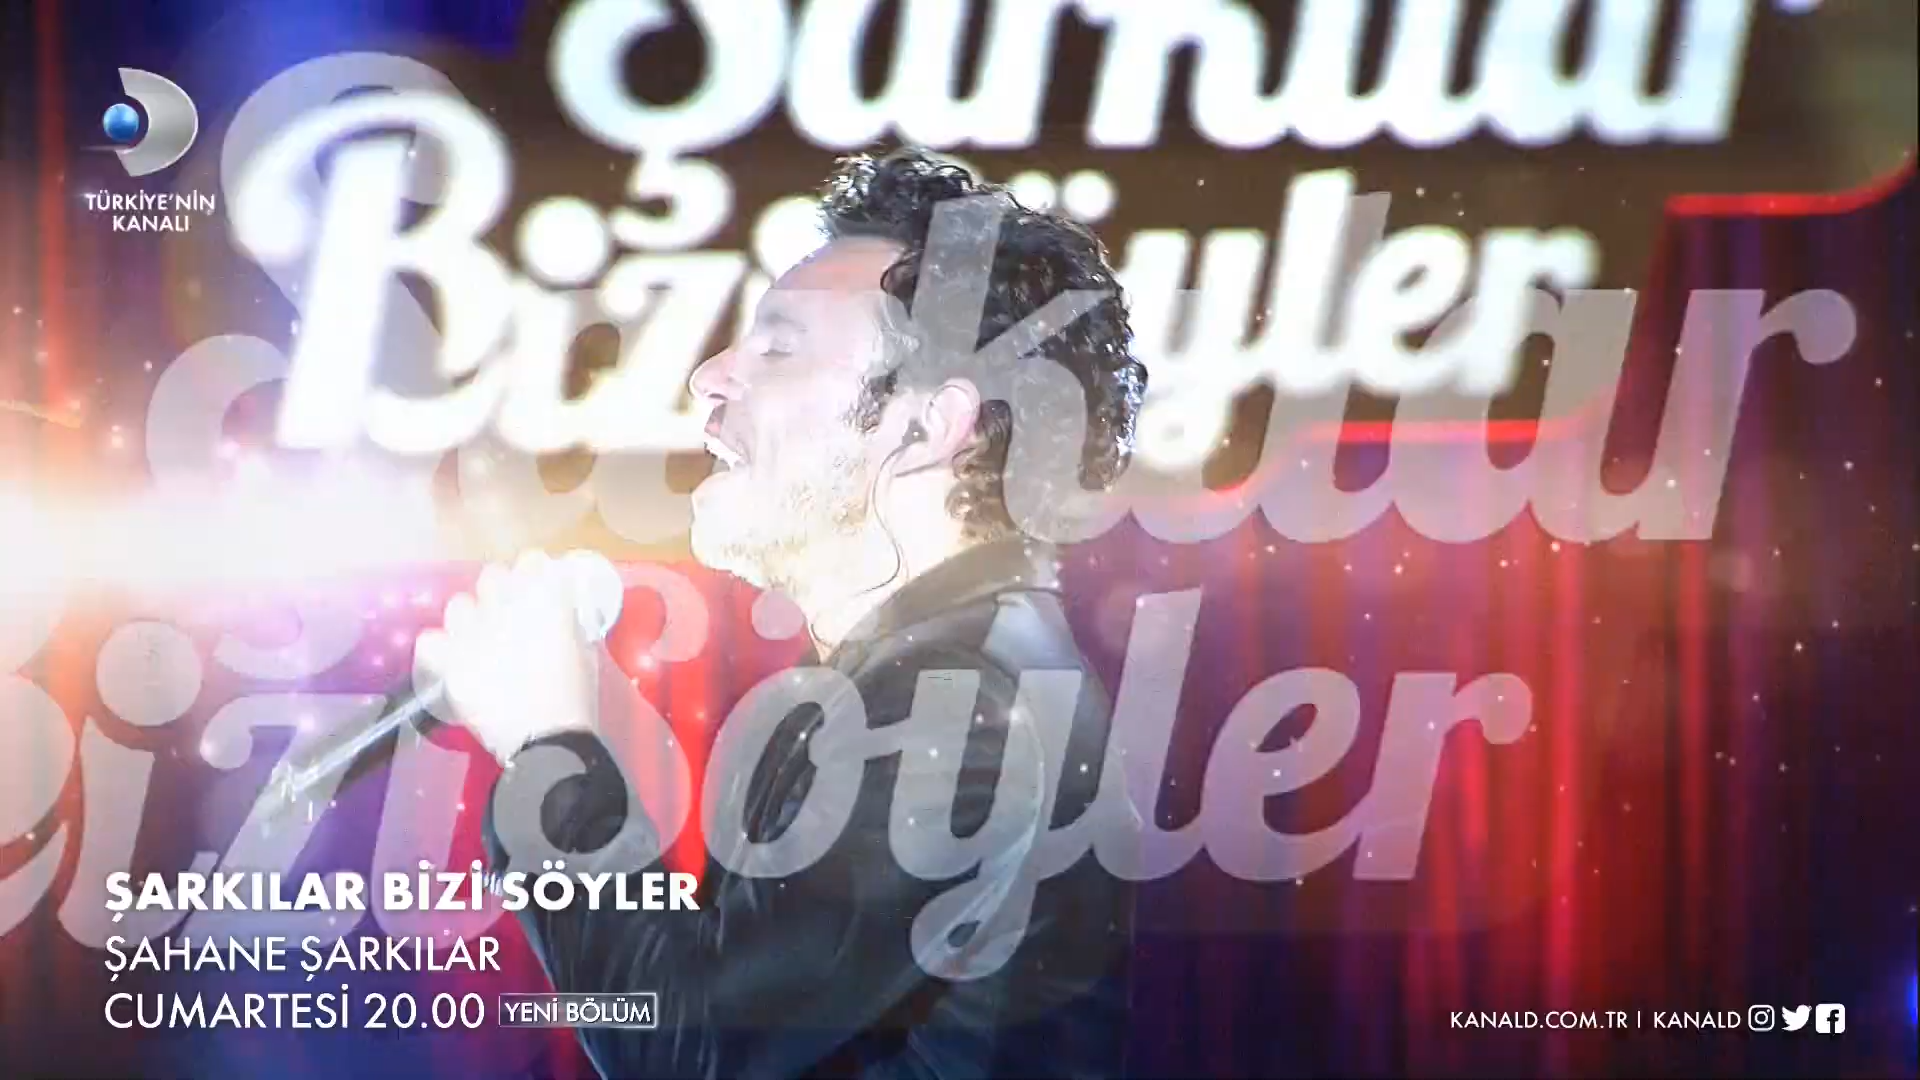 TÜRKİYE'NİN
KANALI
Şarkılar
Bizi Söyler
Şarkılar
Bizi Söyler
ŞARKILAR BİZİ SÖYLER
ŞAHANE ŞARKILAR
CUMARTESİ 20.00 YENİ BÖLÜM
KANALD.COM.TR | KANALD